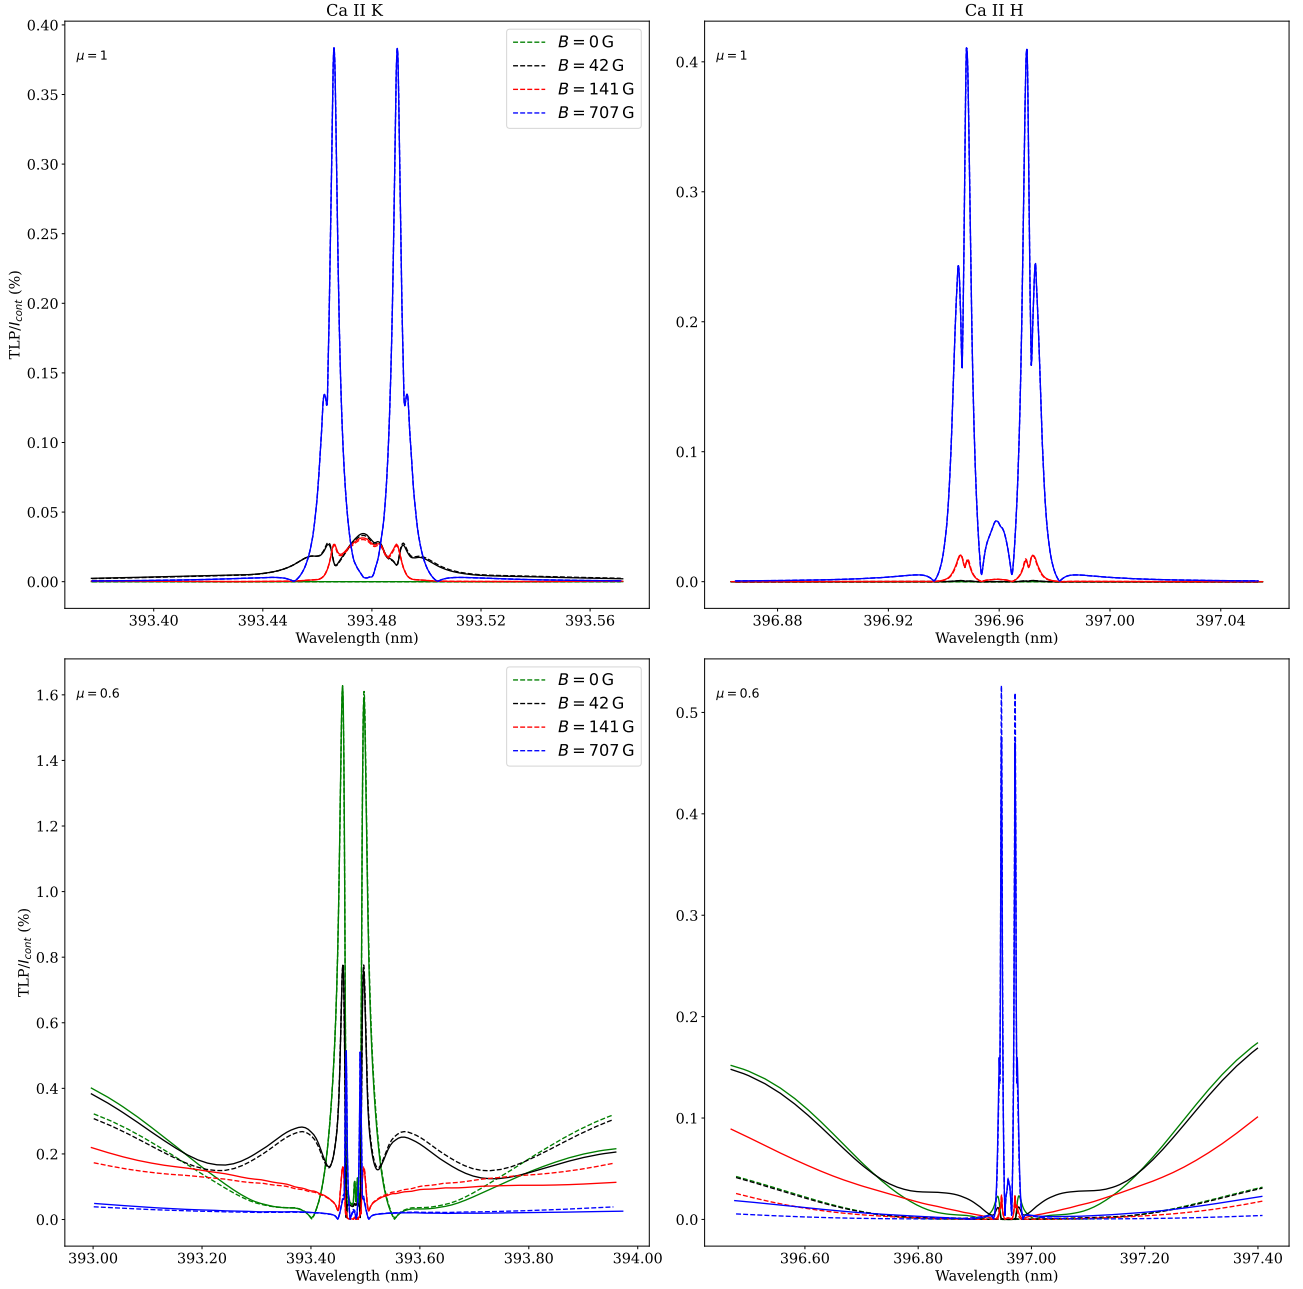 Ca II K
Ca II H
μ = 1
B = 0 G
B = 42 G
B = 141 G
B = 707 G
0.40
0.35
0.30
0.25
0.20
0.15
0.10
0.05
0.00
TLP/I_cont (%)
393.40 393.44 393.48 393.52 393.56
Wavelength (nm)
μ = 1
0.4
0.3
0.2
0.1
0.0
396.88 396.92 396.96 397.00 397.04
Wavelength (nm)
μ = 0.6
B = 0 G
B = 42 G
B = 141 G
B = 707 G
1.6
1.4
1.2
1.0
0.8
0.6
0.4
0.2
0.0
TLP/I_cont (%)
393.00 393.20 393.40 393.60 393.80 394.00
Wavelength (nm)
μ = 0.6
0.5
0.4
0.3
0.2
0.1
0.0
396.60 396.80 397.00 397.20 397.40
Wavelength (nm)